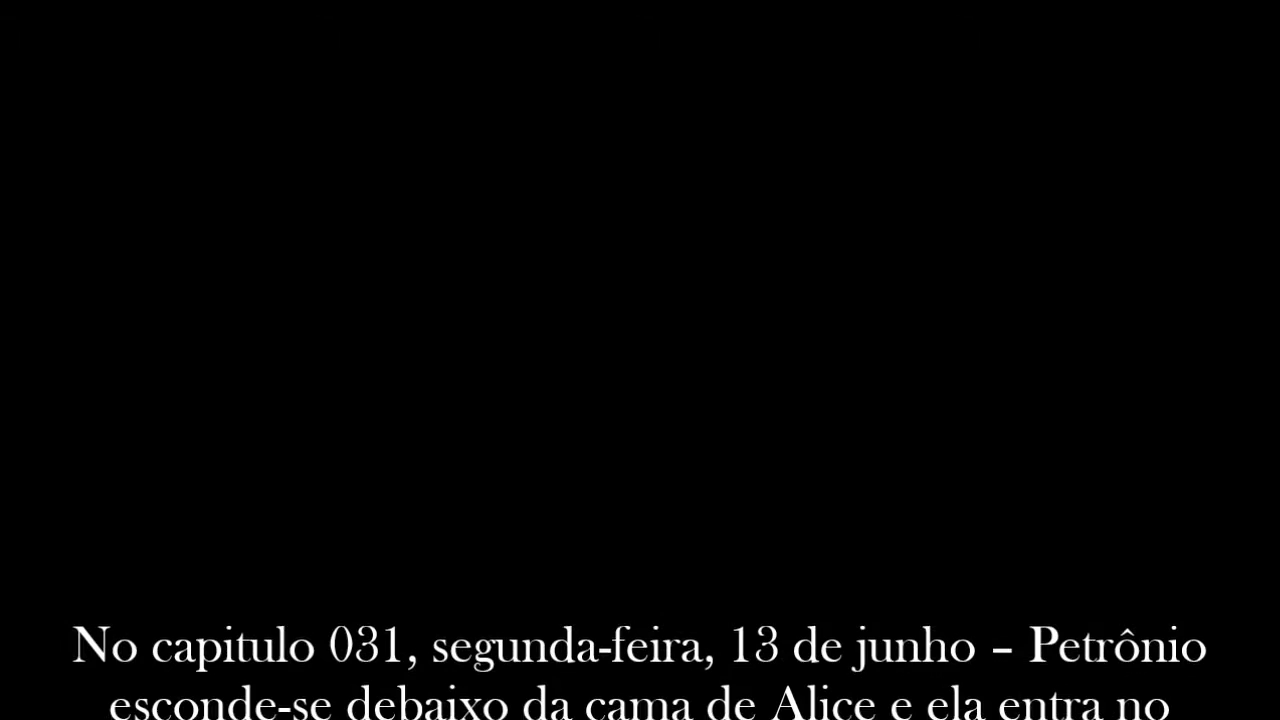 No capitulo 031, segunda-feira, 13 de junho – Petrônio
esconde-se debaixo da cama de Alice e ela entra no